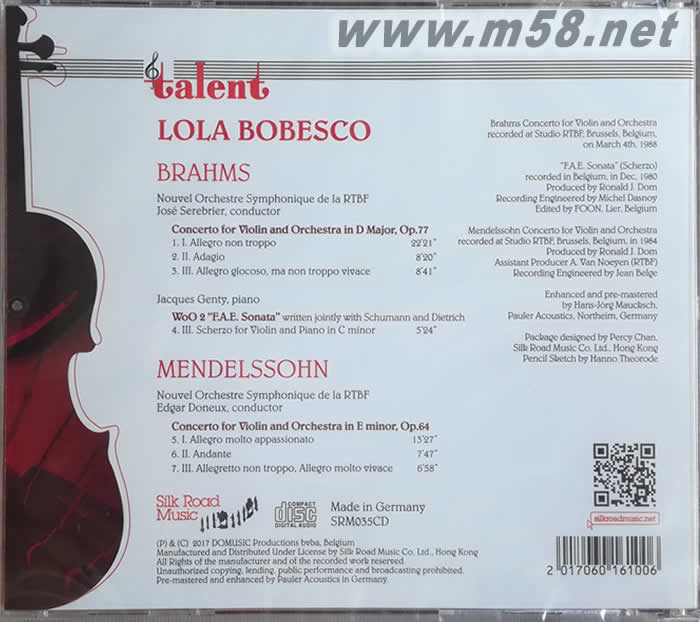 www.m58.net
talent
LOLA BOBESCO
BRAHMS
Nouvel Orchestre Symphonique de la RTBF
José Serebrier, conductor
Concerto for Violin and Orchestra in D Major, Op.77
1. I. Allegro non troppo 22'21"
2. II. Adagio 8'20"
3. III. Allegro giocoso, ma non troppo vivace 8'41"
Jacques Genty, piano
WoO 2 "F.A.E. Sonata" written jointly with Schumann and Dietrich
4. III. Scherzo for Violin and Piano in C minor 5'24"
MENDELSSOHN
Nouvel Orchestre Symphonique de la RTBF
Edgar Doneux, conductor
Concerto for Violin and Orchestra in E minor, Op.64
5. I. Allegro molto appassionato 13'27"
6. II. Andante 7'47"
7. III. Allegretto non troppo, Allegro molto vivace 6'58"
Brahms Concerto for Violin and Orchestra
recorded at Studio RTBF, Brussels, Belgium,
on March 4th, 1988
"F.A.E. Sonata" (Scherzo)
recorded in Belgium, in Dec, 1980
Produced by Ronald J. Dom
Recording Engineered by Michel Dasnoy
Edited by FOON, Lier, Belgium
Mendelssohn Concerto for Violin and Orchestra
recorded at Studio RTBF, Brussels, Belgium, in 1984
Produced by Ronald J. Dom
Assistant Producer A. Van Noeyen (RTBF)
Recording Engineered by Jean Belge
Enhanced and pre-mastered
by Hans-Jörg Maucksch,
Pauler Acoustics, Northeim, Germany
Package designed by Percy Chan,
Silk Road Music Co. Ltd., Hong Kong
Pencil Sketch by Hanno Theorode
silkroadmusic.net
Silk Road
Music
COMPACT
disc
DIGITAL AUDIO
Made in Germany
SRM035CD
(P) & (C) 2017 DOMUSIC Productions bvba, Belgium
Manufactured and Distributed Under License by Silk Road Music Co. Ltd., Hong Kong
All Rights of the manufacturer and of the recorded work reserved.
Unauthorized copying, lending, public performance and broadcasting prohibited.
Pre-mastered and enhanced by Pauler Acoustics in Germany.
2 017060 161006